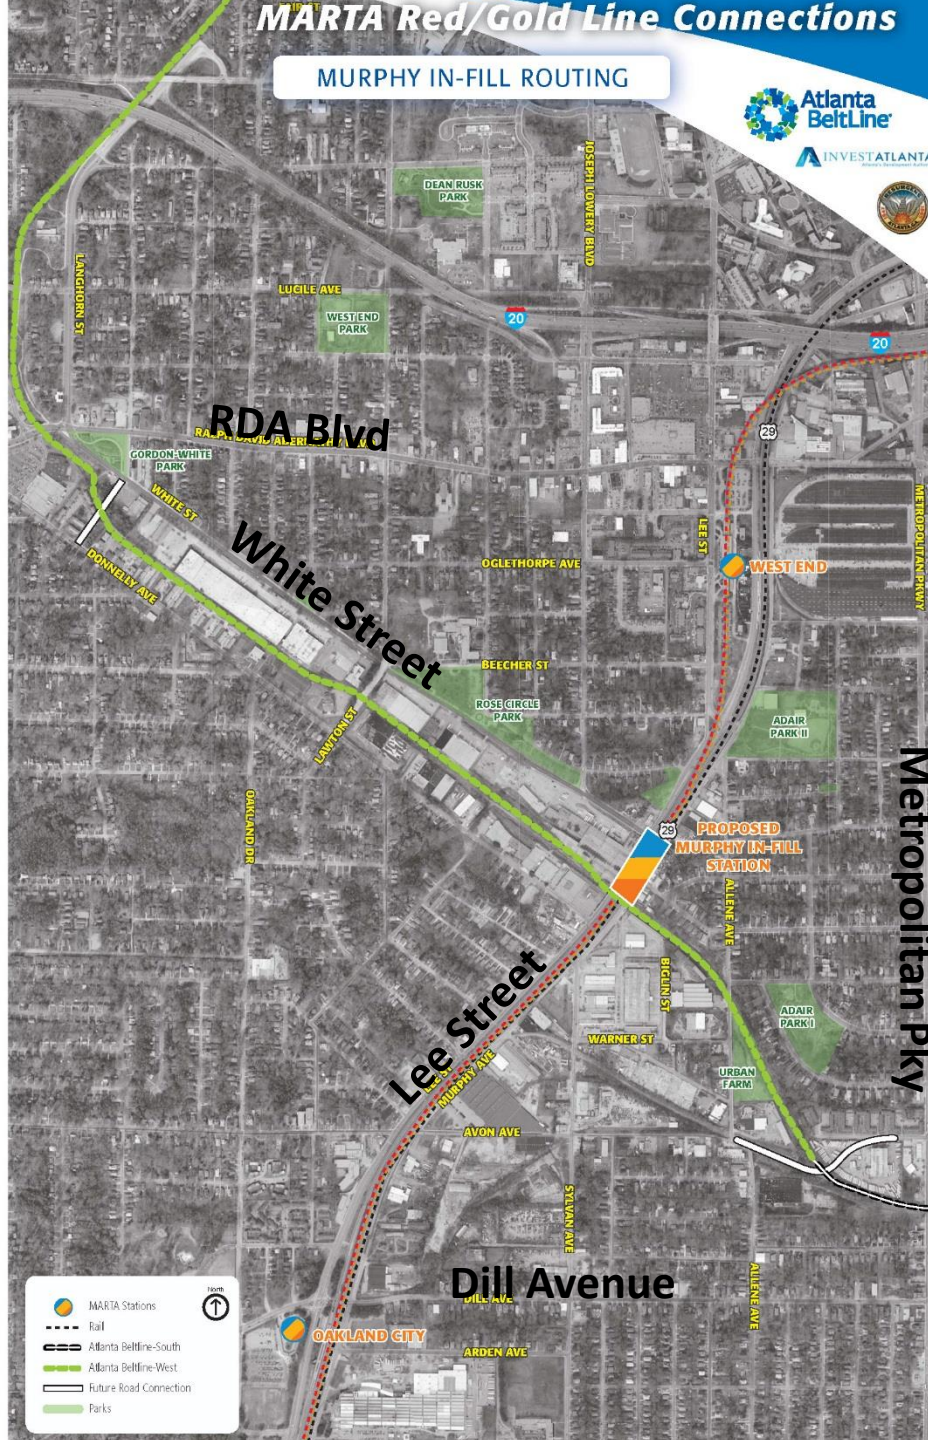 MARTA Red/Gold Line Connections
MURPHY IN-FILL ROUTING
Atlanta
BeltLine
INVESTATLANTA
DEAN RUSK
PARK
JOSEPH LOWERY BLVD
LANGHORN ST
LUCILE AVE
WEST END
PARK
20
20
RDA Blvd
29
GORDON-WHITE
PARK
WHITE ST
METROPOLITAN PKWY
LEE ST
White Street
OGLETHORPE AVE
WEST END
DONNELLY AVE
BEECHER ST
ROSE CIRCLE
PARK
ADAIR
PARK II
LAWTON ST
Metropolitan Pky
OAKLAND DR
29
PROPOSED
MURPHY IN-FILL
STATION
ALLENE AVE
Lee Street
BIGLIN ST
ADAIR
PARK I
WARNER ST
MURPHY AVE
URBAN
FARM
AVON AVE
SYLVAN AVE
Dill Avenue
DILL AVE
ALLENE AVE
OAKLAND CITY
ARDEN AVE
North
MARTA Stations
Rail
Atlanta Beltline-South
Atlanta Beltline-West
Future Road Connection
Parks